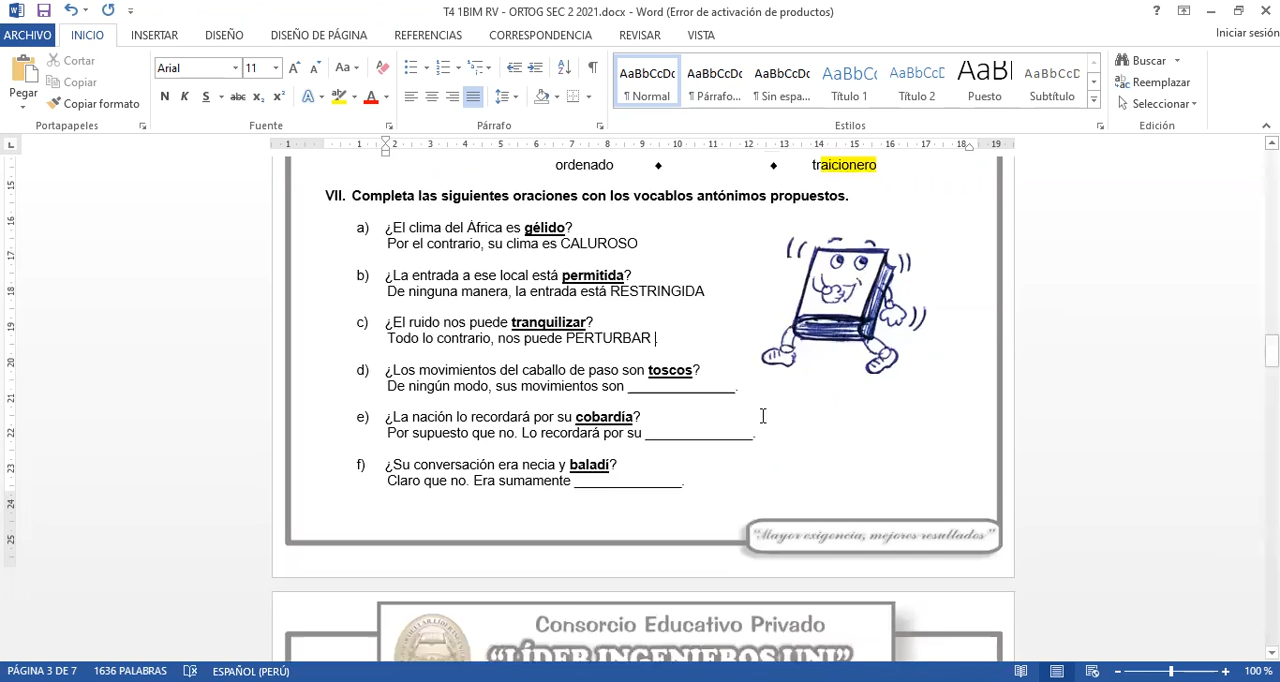 T4 1BIM RV - ORTOG SEC 2 2021.docx - Word (Error de activación de productos)
ARCHIVO INICIO INSERTAR DISEÑO DISEÑO DE PÁGINA REFERENCIAS CORRESPONDENCIA REVISAR VISTA Iniciar sesión
Pegar
Cortar
Copiar
Copiar formato
Portapapeles
Arial 11
Fuente
Párrafo
AaBbCcDc AaBbCcDc AaBbCcDc AaBbCc AaBbCcD AaBI AaBbCcD
¶ Normal ¶ Párrafo... ¶ Sin espa... Título 1 Título 2 Puesto Subtítulo
Estilos
Buscar
Reemplazar
Seleccionar
Edición
ordenado ♦ ♦ traicionero
VII. Completa las siguientes oraciones con los vocablos antónimos propuestos.
a) ¿El clima del África es gélido?
Por el contrario, su clima es CALUROSO
b) ¿La entrada a ese local está permitida?
De ninguna manera, la entrada está RESTRINGIDA
c) ¿El ruido nos puede tranquilizar?
Todo lo contrario, nos puede PERTURBAR
d) ¿Los movimientos del caballo de paso son toscos?
De ningún modo, sus movimientos son ______________.
e) ¿La nación lo recordará por su cobardía?
Por supuesto que no. Lo recordará por su ______________.
f) ¿Su conversación era necia y baladí?
Claro que no. Era sumamente ______________.
“Mayor exigencia, mejores resultados”
Consorcio Educativo Privado
“LÍDER INGENIEROS UNI”
PÁGINA 3 DE 7 1636 PALABRAS ESPAÑOL (PERÚ) 100 %